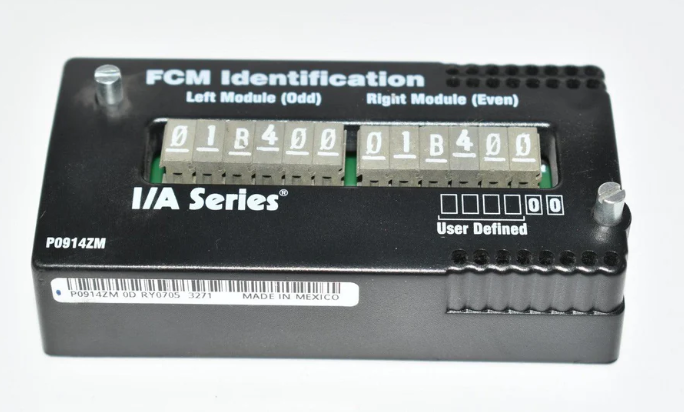 FCM Identification
Left Module (Odd) Right Module (Even)
01B400 01B400
I/A Series®
00
User Defined
P0914ZM
P0914ZM 0D RY0705 3271 MADE IN MEXICO